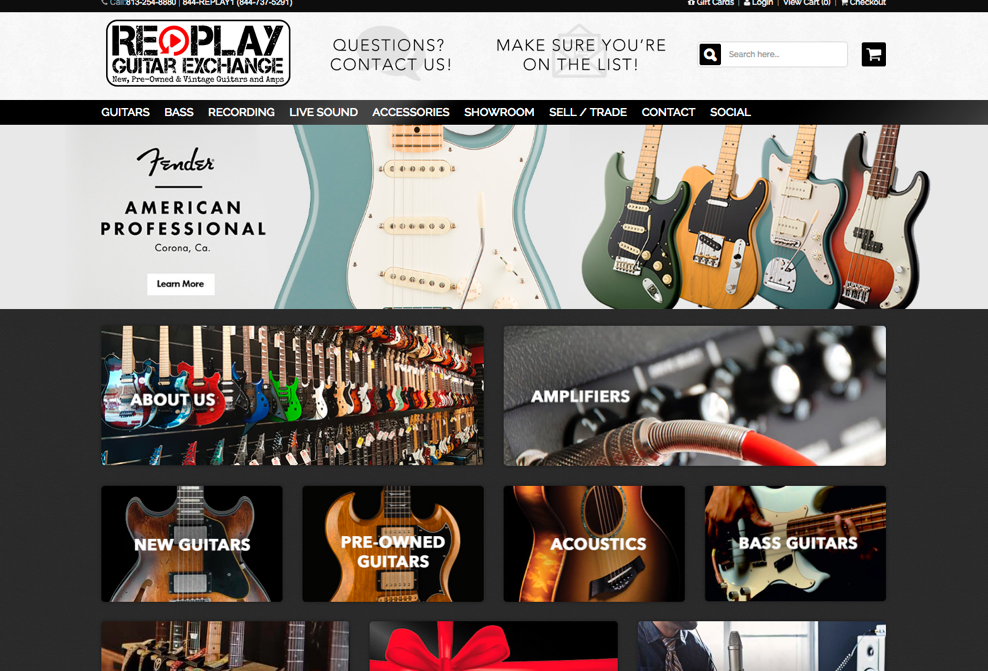 Call:813-254-8880 | 844-REPLAY1 (844-737-5291)
Gift Cards | Login | View Cart (0) | Checkout
REPLAY
GUITAR EXCHANGE
New, Pre-Owned & Vintage Guitars and Amps
QUESTIONS?
CONTACT US!
MAKE SURE YOU'RE
ON THE LIST!
Search here...
GUITARS BASS RECORDING LIVE SOUND ACCESSORIES SHOWROOM SELL / TRADE CONTACT SOCIAL
Fender
AMERICAN
PROFESSIONAL
Corona, Ca.
Learn More
ABOUT US
AMPLIFIERS
NEW GUITARS
PRE-OWNED
GUITARS
ACOUSTICS
BASS GUITARS